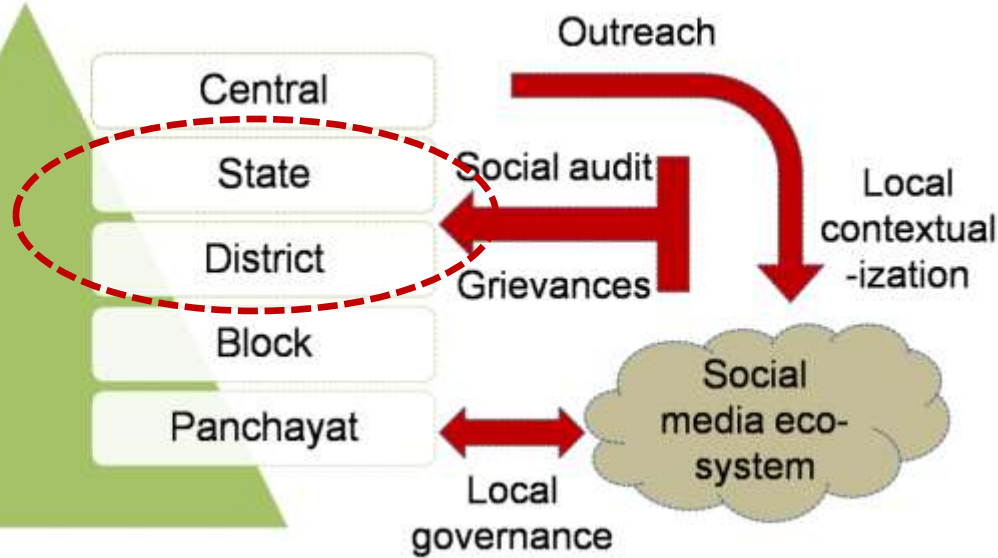 Outreach
Central
State
Social audit
Local
contextual
-ization
District
Grievances
Block
Social
media eco-
system
Panchayat
Local
governance